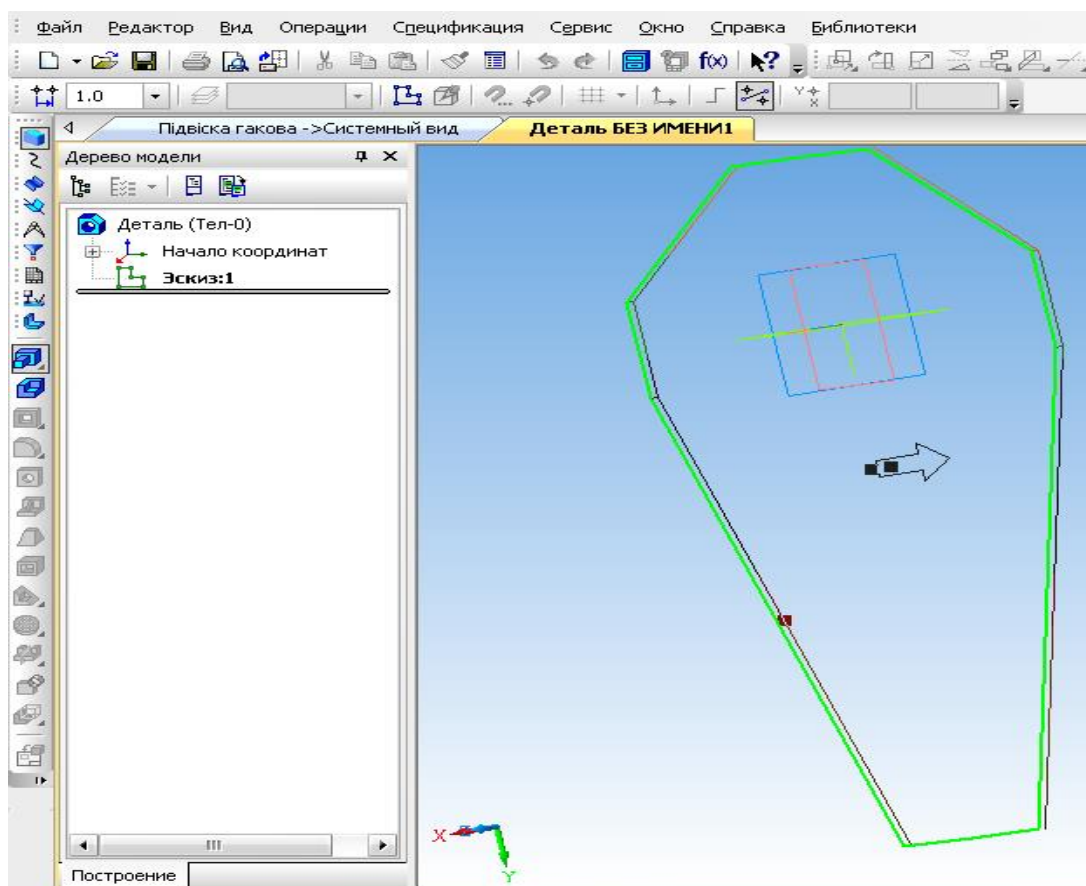 Файл Редактор Вид Операции Спецификация Сервис Окно Справка Библиотеки
f(x)
1.0
Підвіска гакова ->Системный вид Деталь БЕЗ ИМЕНИ1
Дерево модели
Деталь (Тел-0)
Начало координат
Эскиз:1
X
Y
Построение